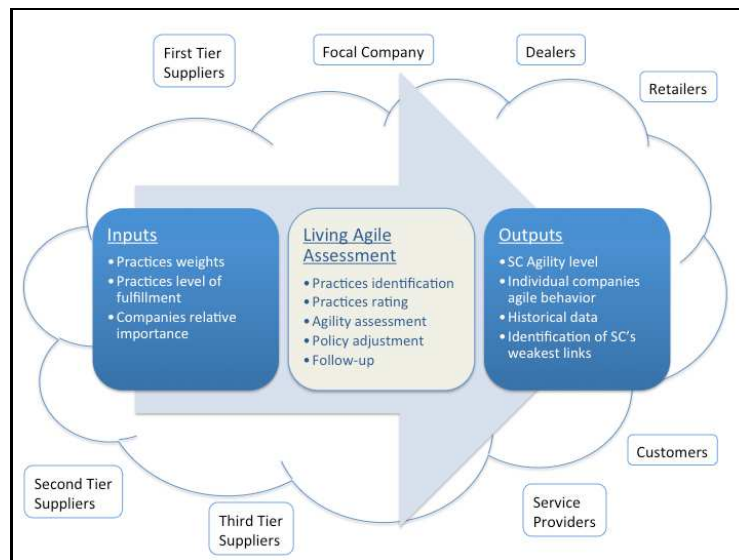 First Tier
Suppliers
Focal Company
Dealers
Retailers
Inputs
• Practices weights
• Practices level of
fulfillment
• Companies relative
importance
Living Agile
Assessment
• Practices identification
• Practices rating
• Agility assessment
• Policy adjustment
• Follow-up
Outputs
• SC Agility level
• Individual companies
agile behavior
• Historical data
• Identification of SC's
weakest links
Second Tier
Suppliers
Third Tier
Suppliers
Service
Providers
Customers